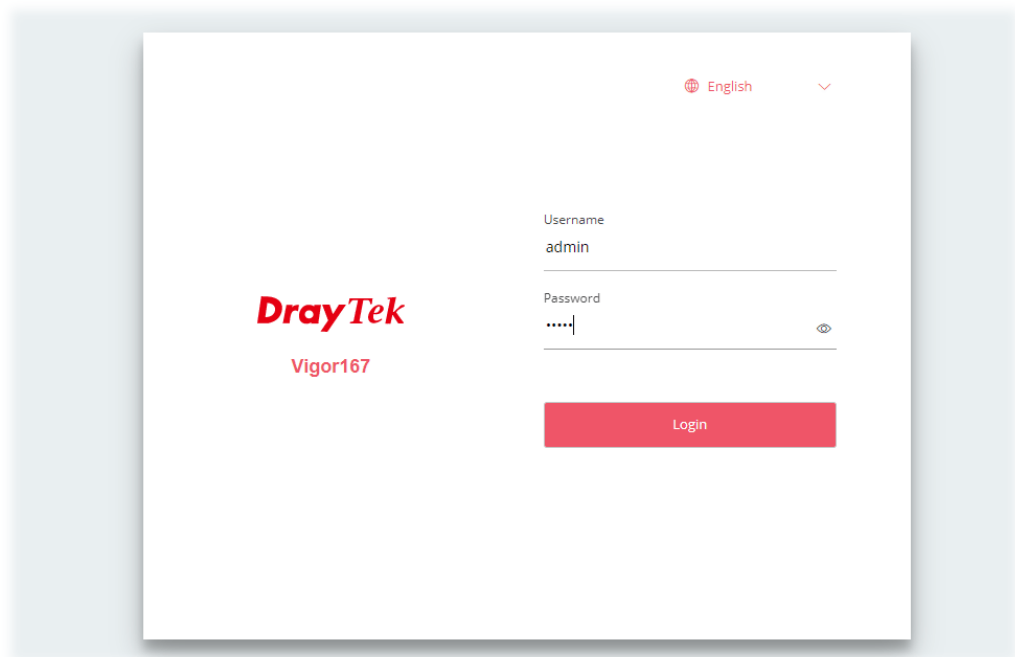 English
Username
admin
Password
•••••
DrayTek
Vigor167
Login